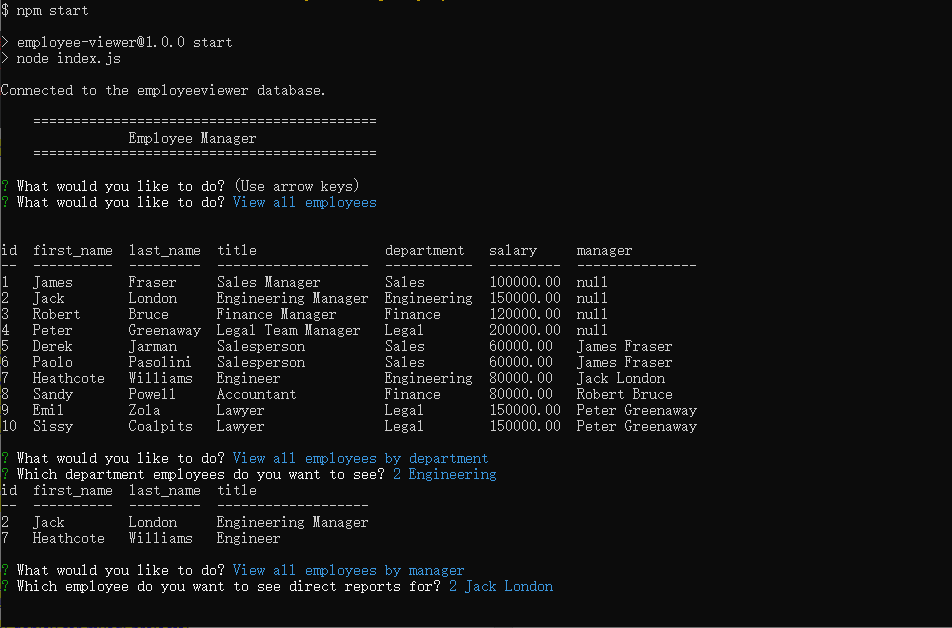 $ npm start
> employee-viewer@1.0.0 start
> node index.js
Connected to the employeeviewer database.
===========================================
Employee Manager
===========================================
? What would you like to do? (Use arrow keys)
? What would you like to do? View all employees
id  first_name  last_name  title                department   salary     manager
--  ----------  ---------  -------------------  -----------  ---------  ---------------
1   James       Fraser     Sales Manager        Sales        100000.00  null
2   Jack        London     Engineering Manager  Engineering  150000.00  null
3   Robert      Bruce      Finance Manager      Finance      120000.00  null
4   Peter       Greenaway  Legal Team Manager   Legal        200000.00  null
5   Derek       Jarman     Salesperson          Sales        60000.00   James Fraser
6   Paolo       Pasolini   Salesperson          Sales        60000.00   James Fraser
7   Heathcote   Williams   Engineer             Engineering  80000.00   Jack London
8   Sandy       Powell     Accountant           Finance      80000.00   Robert Bruce
9   Emil        Zola       Lawyer               Legal        150000.00  Peter Greenaway
10  Sissy       Coalpits   Lawyer               Legal        150000.00  Peter Greenaway
? What would you like to do? View all employees by department
? Which department employees do you want to see? 2 Engineering
id  first_name  last_name  title
--  ----------  ---------  -------------------
2   Jack        London     Engineering Manager
7   Heathcote   Williams   Engineer
? What would you like to do? View all employees by manager
? Which employee do you want to see direct reports for? 2 Jack London